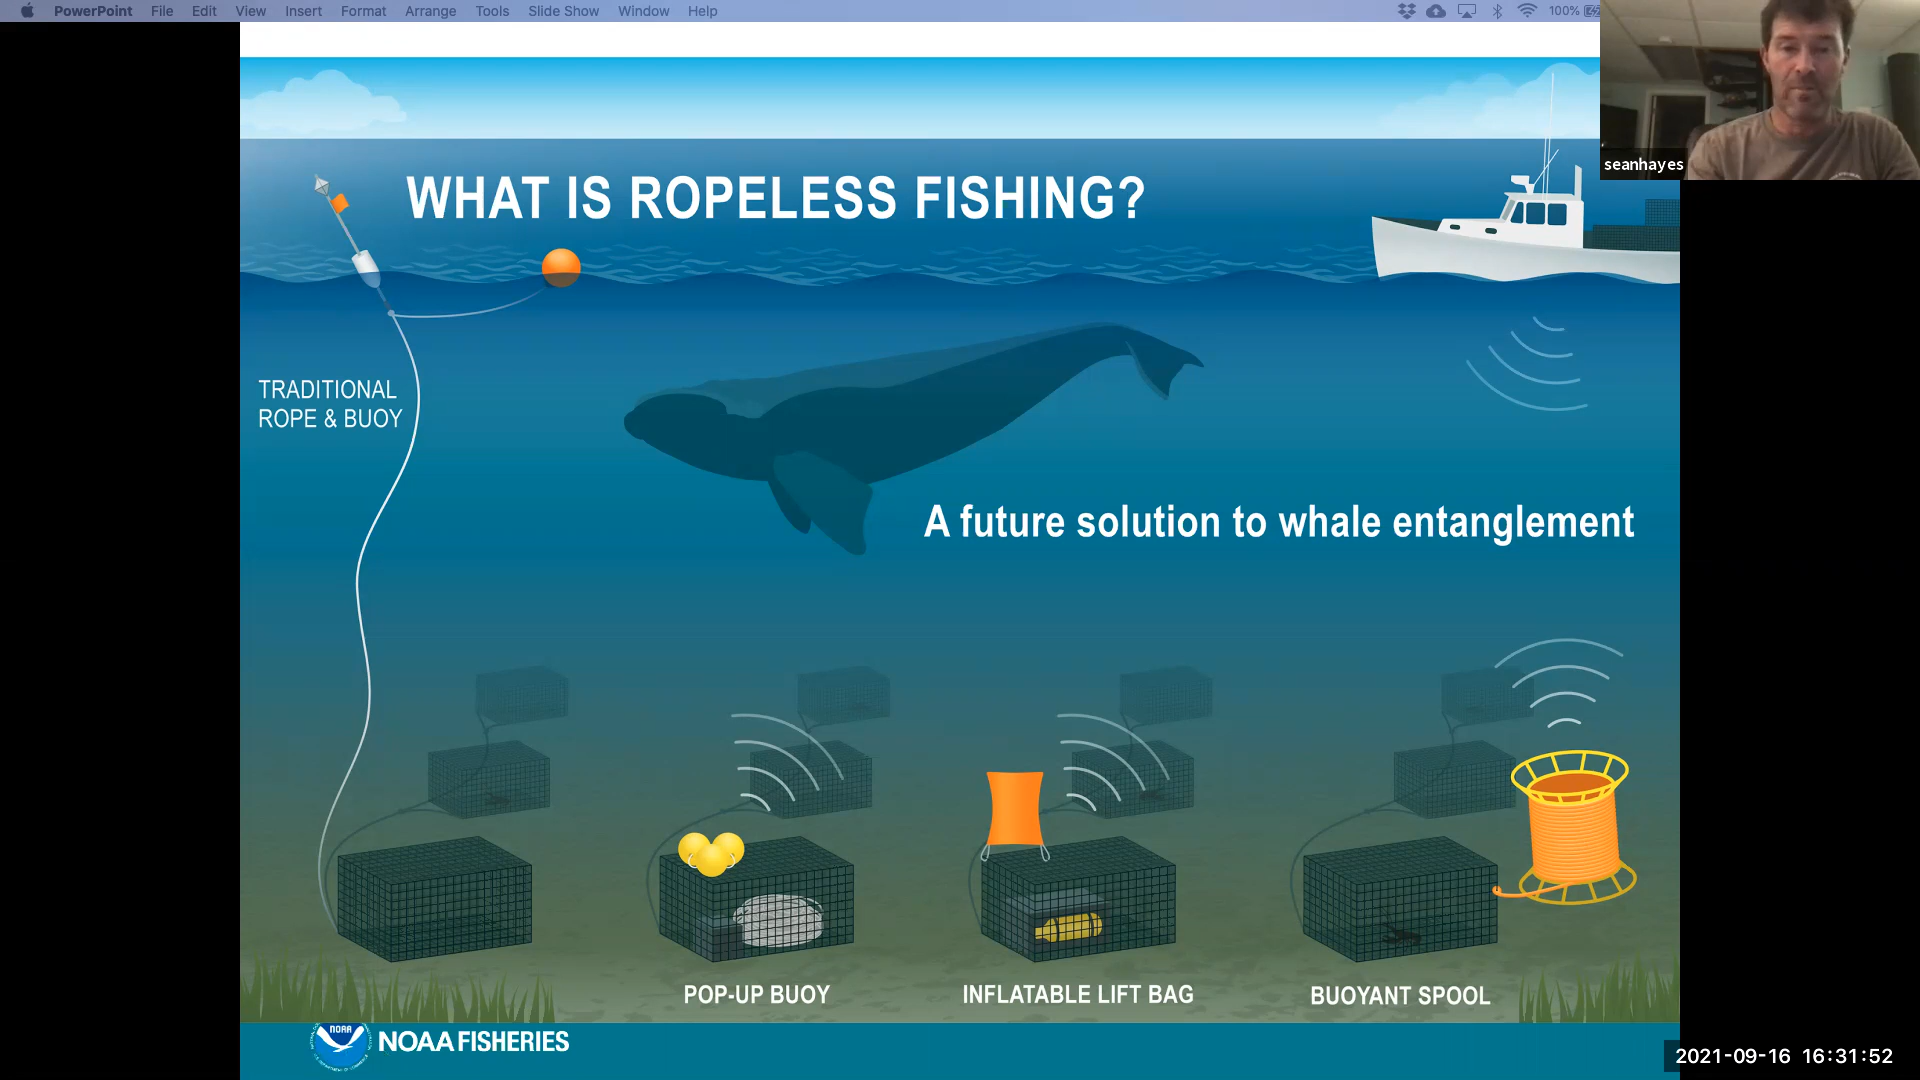 PowerPoint File Edit View Insert Format Arrange Tools Slide Show Window Help 100%
seanhayes
WHAT IS ROPELESS FISHING?
TRADITIONAL
ROPE & BUOY
A future solution to whale entanglement
POP-UP BUOY
INFLATABLE LIFT BAG
BUOYANT SPOOL
NOAA
NOAA FISHERIES
2021-09-16 16:31:52